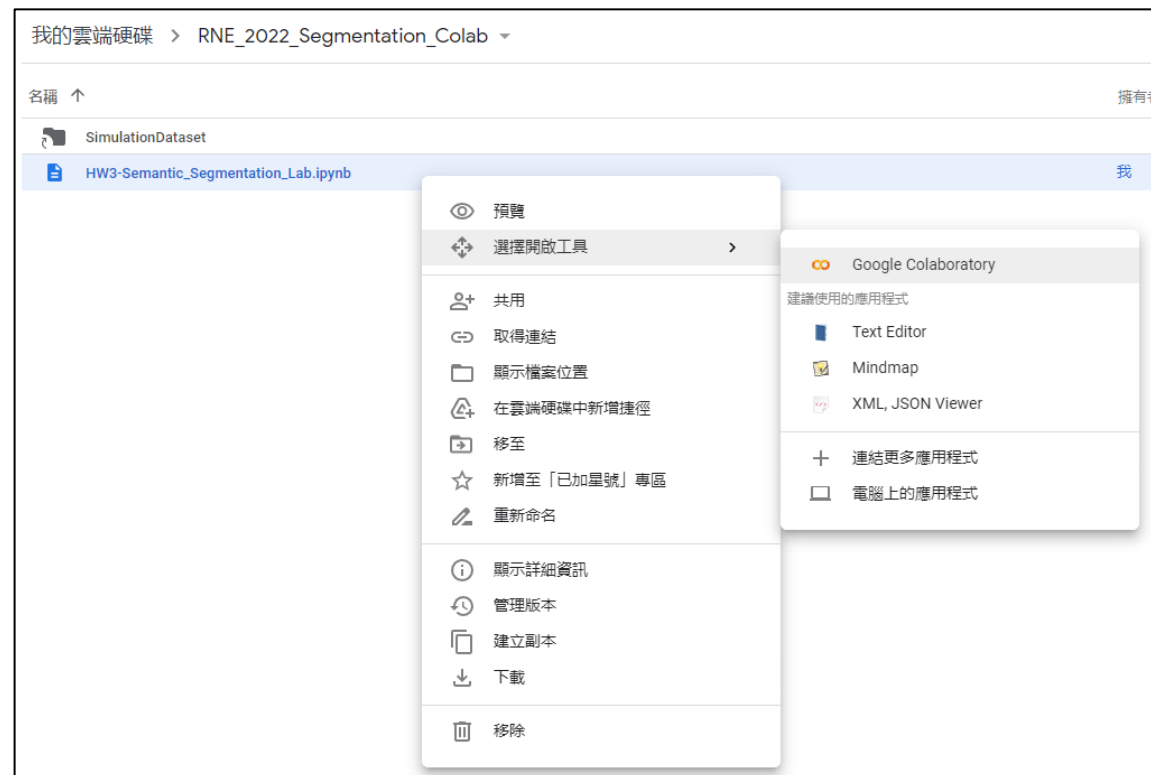 我的雲端硬碟 > RNE_2022_Segmentation_Colab
名稱 ↑ 擁有者
SimulationDataset
HW3-Semantic_Segmentation_Lab.ipynb 我
預覽
選擇開啟工具 >
共用
取得連結
顯示檔案位置
在雲端硬碟中新增捷徑
移至
新增至「已加星號」專區
重新命名
顯示詳細資訊
管理版本
建立副本
下載
移除
Google Colaboratory
建議使用的應用程式
Text Editor
Mindmap
XML, JSON Viewer
連結更多應用程式
電腦上的應用程式